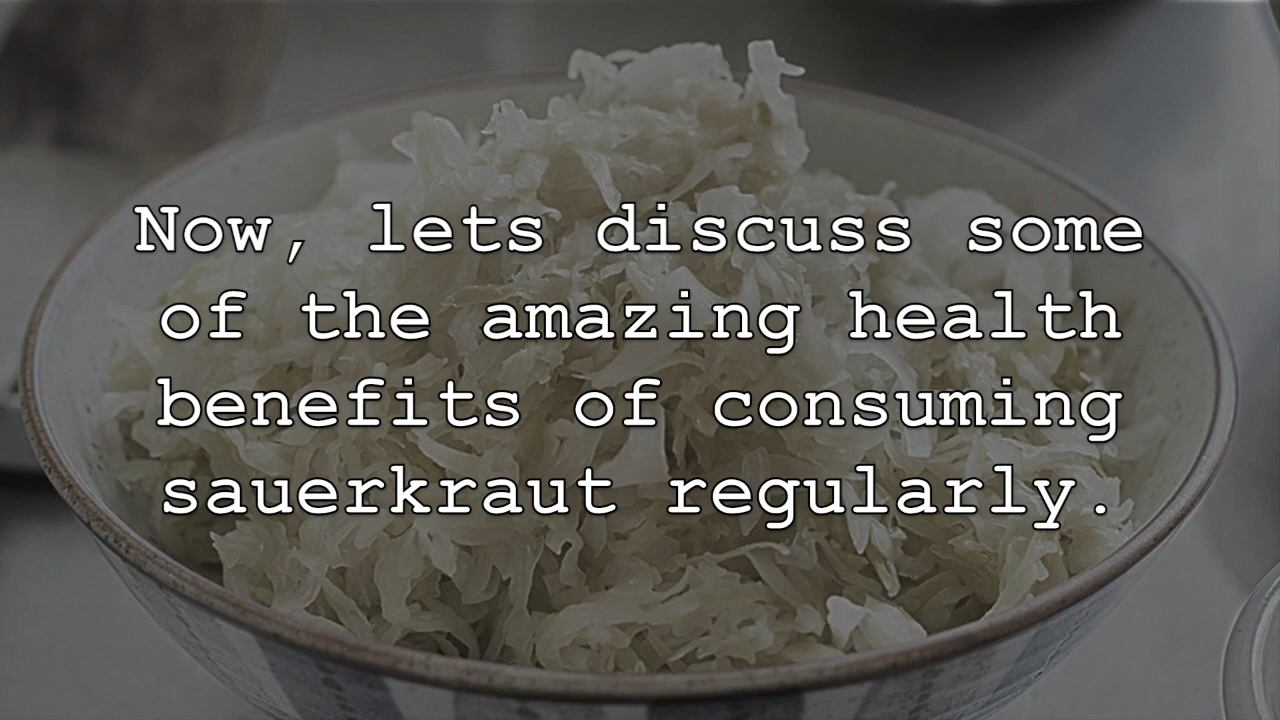 Now, lets discuss some
of the amazing health
benefits of consuming
sauerkraut regularly.